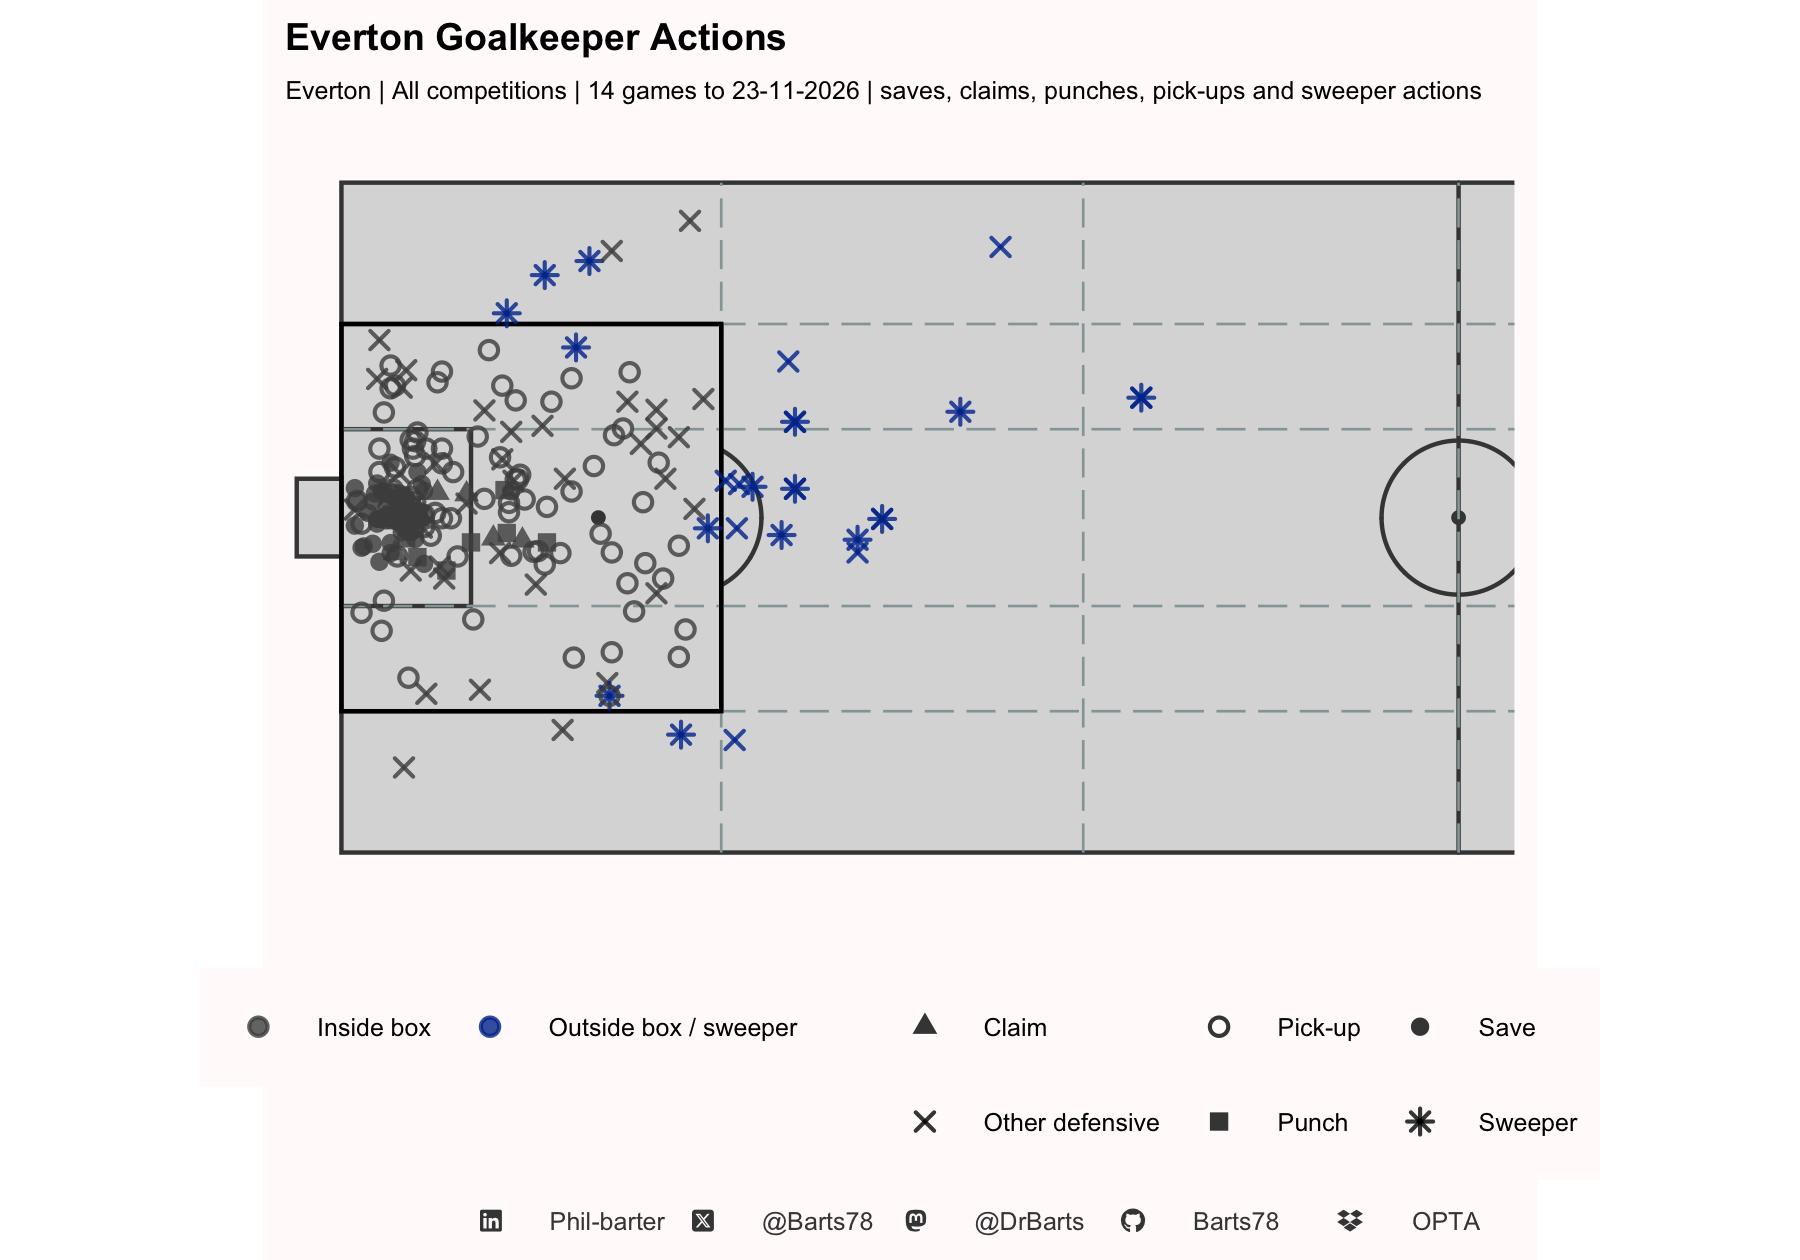 Everton Goalkeeper Actions
Everton | All competitions | 14 games to 23-11-2026 | saves, claims, punches, pick-ups and sweeper actions
Inside box Outside box / sweeper Claim Pick-up Save
Other defensive Punch Sweeper
Phil-barter @Barts78 @DrBarts Barts78 OPTA